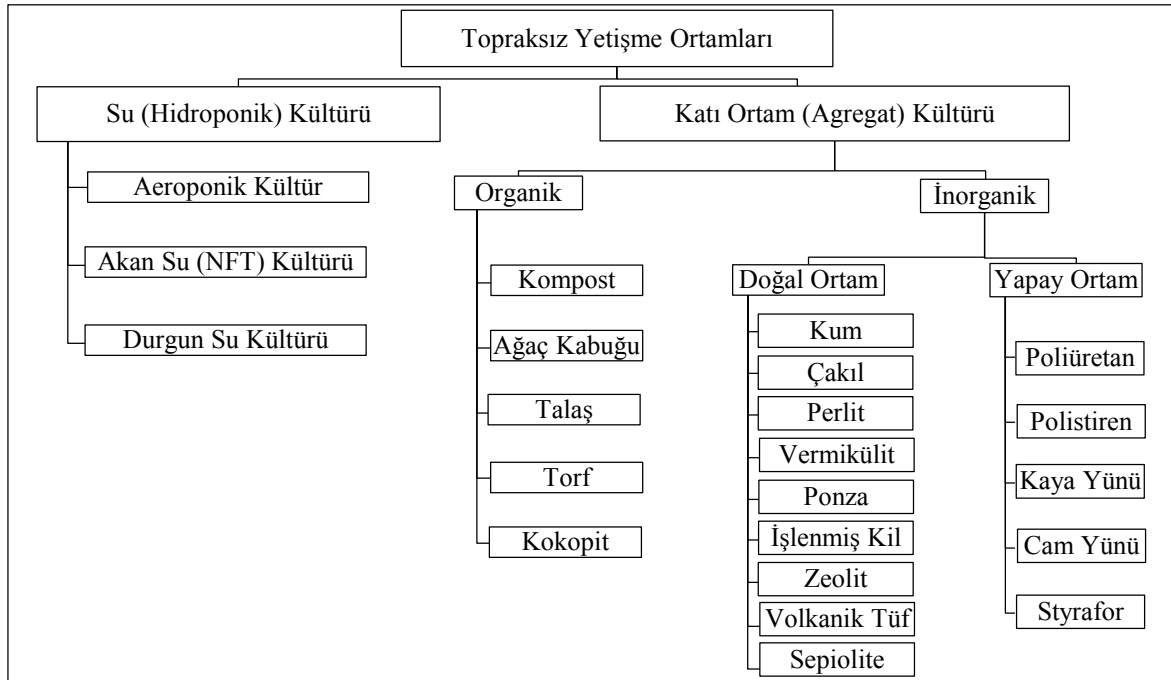 Topraksız Yetişme Ortamları
Su (Hidroponik) Kültürü
Aeroponik Kültür
Akan Su (NFT) Kültürü
Durgun Su Kültürü
Katı Ortam (Agregat) Kültürü
Organik
Kompost
Ağaç Kabuğu
Talaş
Torf
Kokopit
İnorganik
Doğal Ortam
Kum
Çakıl
Perlit
Vermikülit
Ponza
İşlenmiş Kil
Zeolit
Volkanik Tüf
Sepiolite
Yapay Ortam
Poliüretan
Polistiren
Kaya Yünü
Cam Yünü
Styrafor